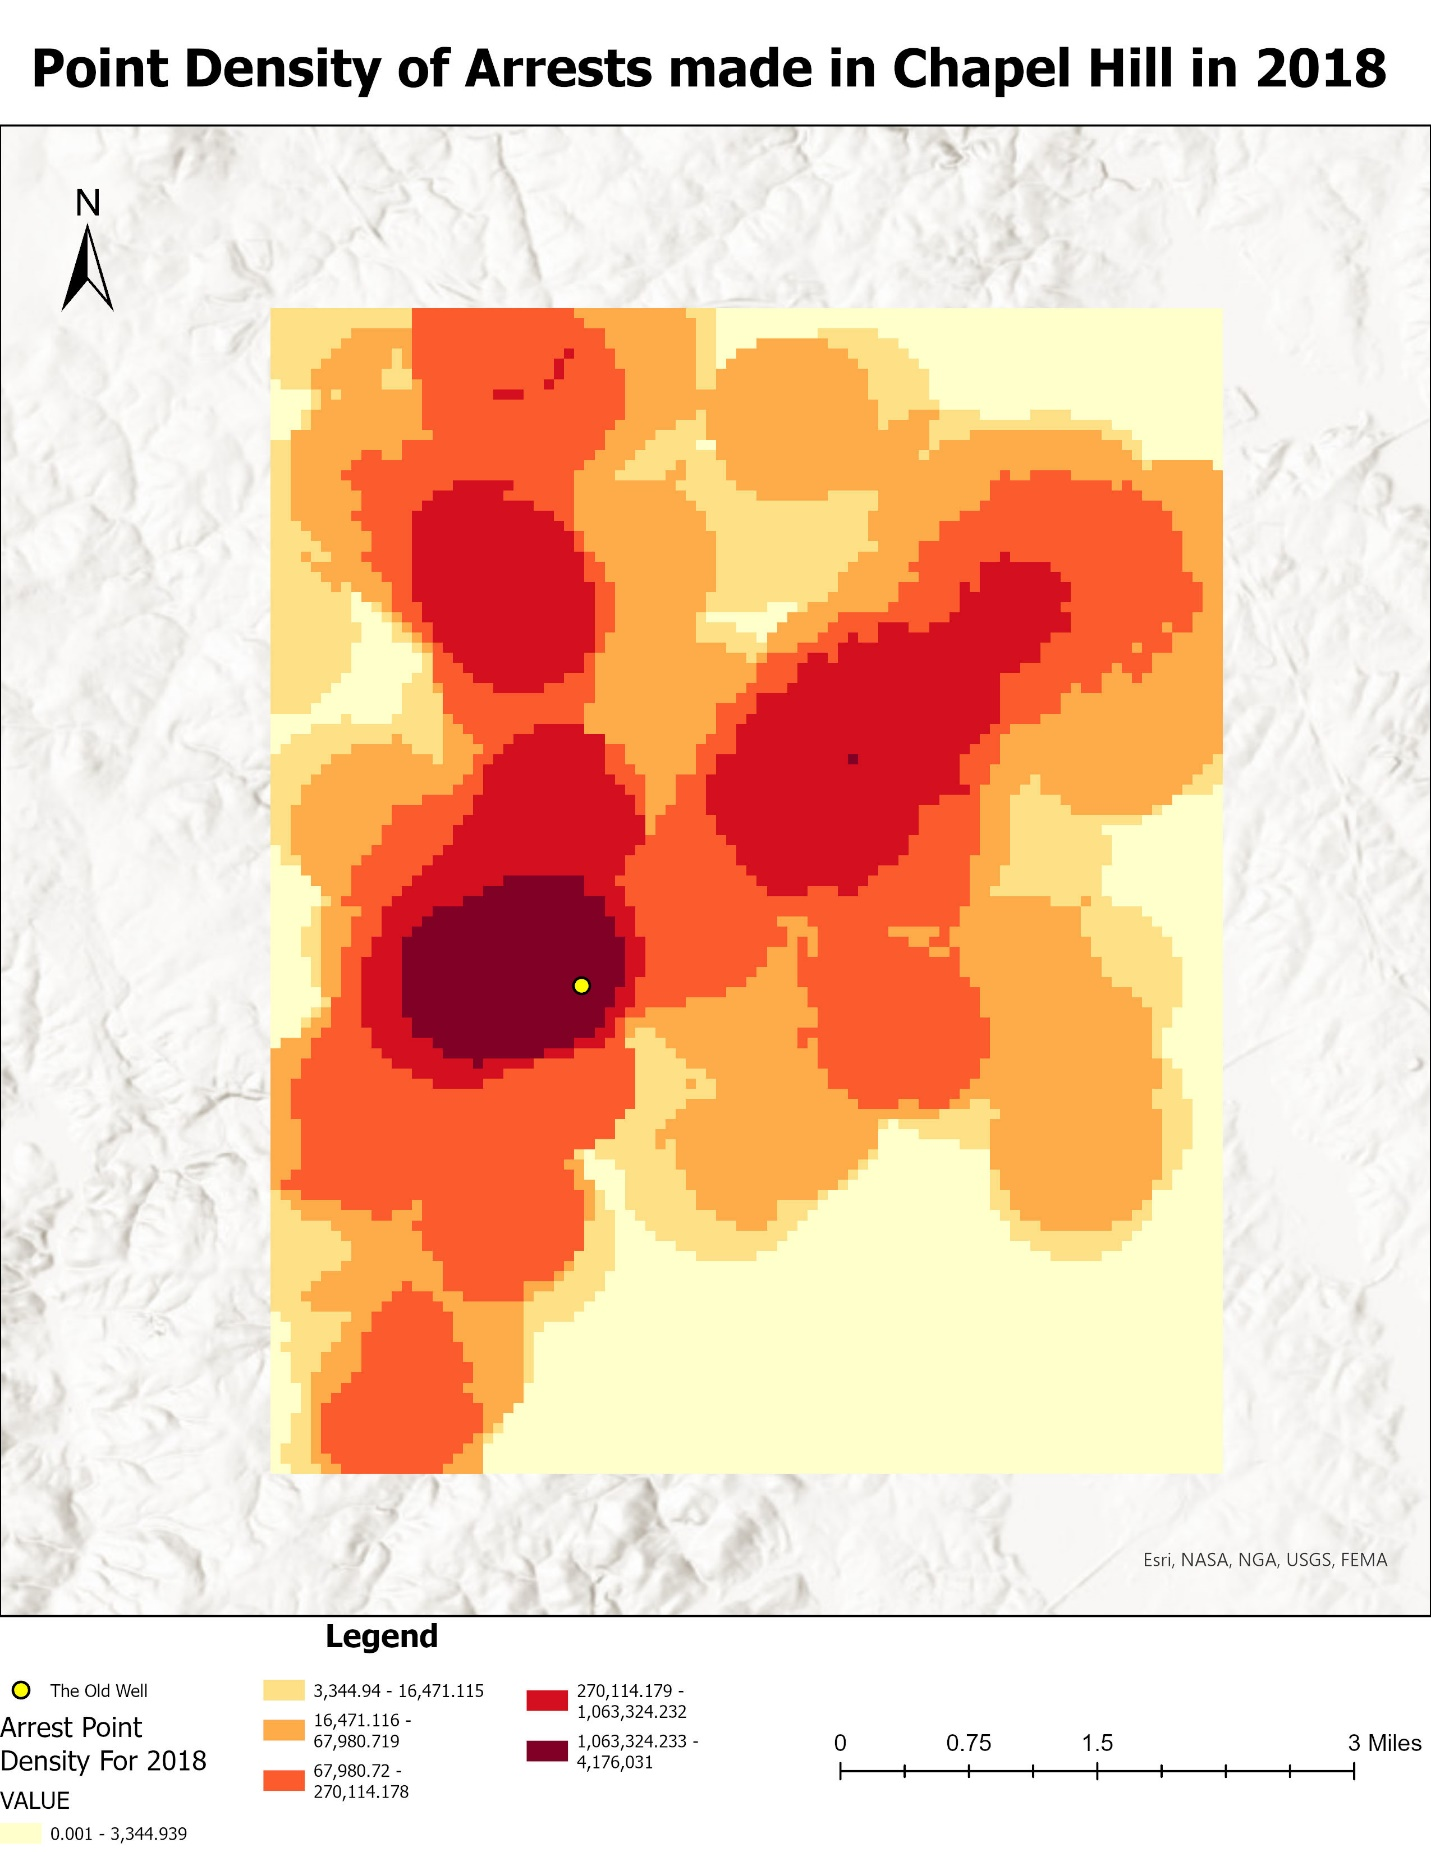 Point Density of Arrests made in Chapel Hill in 2018
N
Esri, NASA, NGA, USGS, FEMA
Legend
The Old Well
Arrest Point
Density For 2018
VALUE
0.001 - 3,344.939
3,344.94 - 16,471.115
16,471.116 -
67,980.719
67,980.72 -
270,114.178
270,114.179 -
1,063,324.232
1,063,324.233 -
4,176,031
0 0.75 1.5 3 Miles